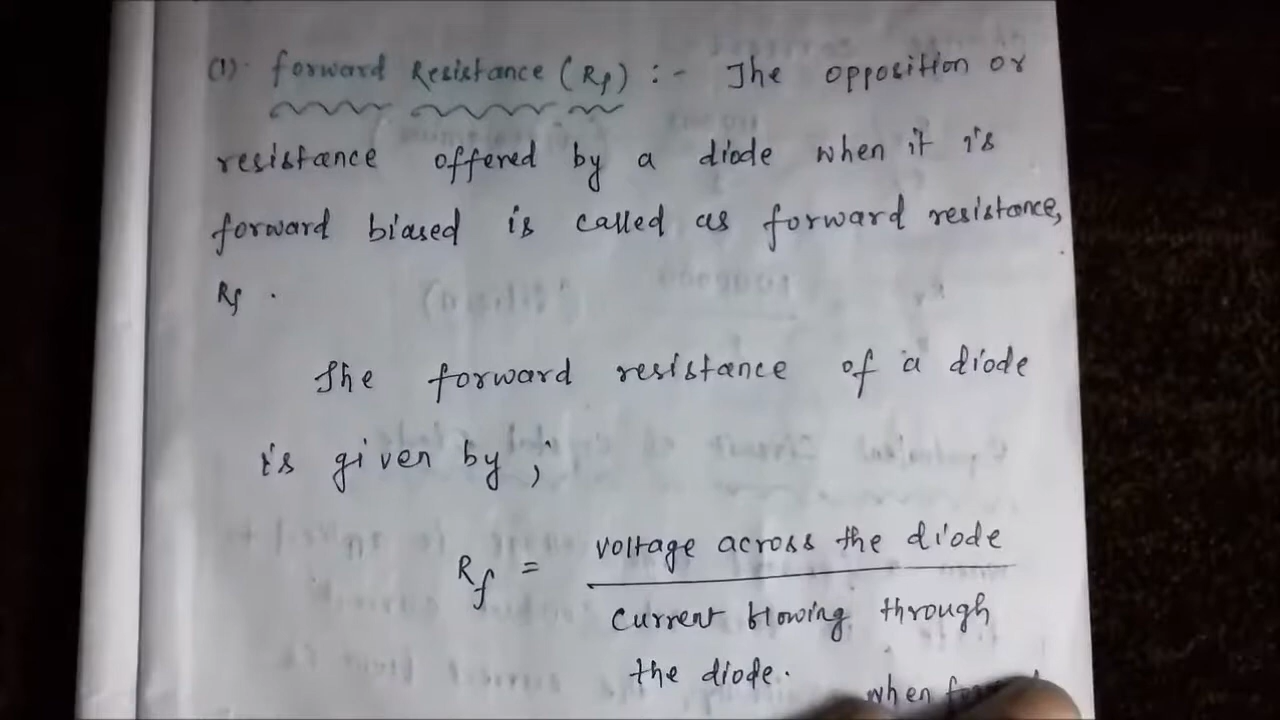 (1). forward Resistance (Rf) :- The opposition or
resistance offered by a diode when it is
forward biased is called as forward resistance,
Rf .
The forward resistance of a diode
is given by ;
Rf = voltage across the diode
Current flowing through
the diode.
when